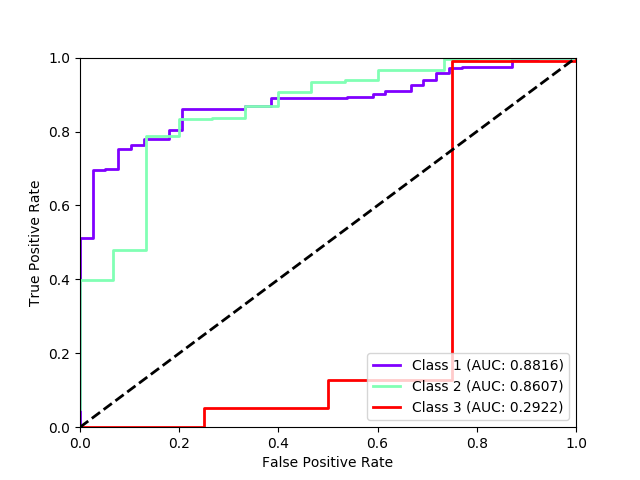 1.0
0.8
0.6
0.4
0.2
0.0
True Positive Rate
Class 1 (AUC: 0.8816)
Class 2 (AUC: 0.8607)
Class 3 (AUC: 0.2922)
0.0 0.2 0.4 0.6 0.8 1.0
False Positive Rate